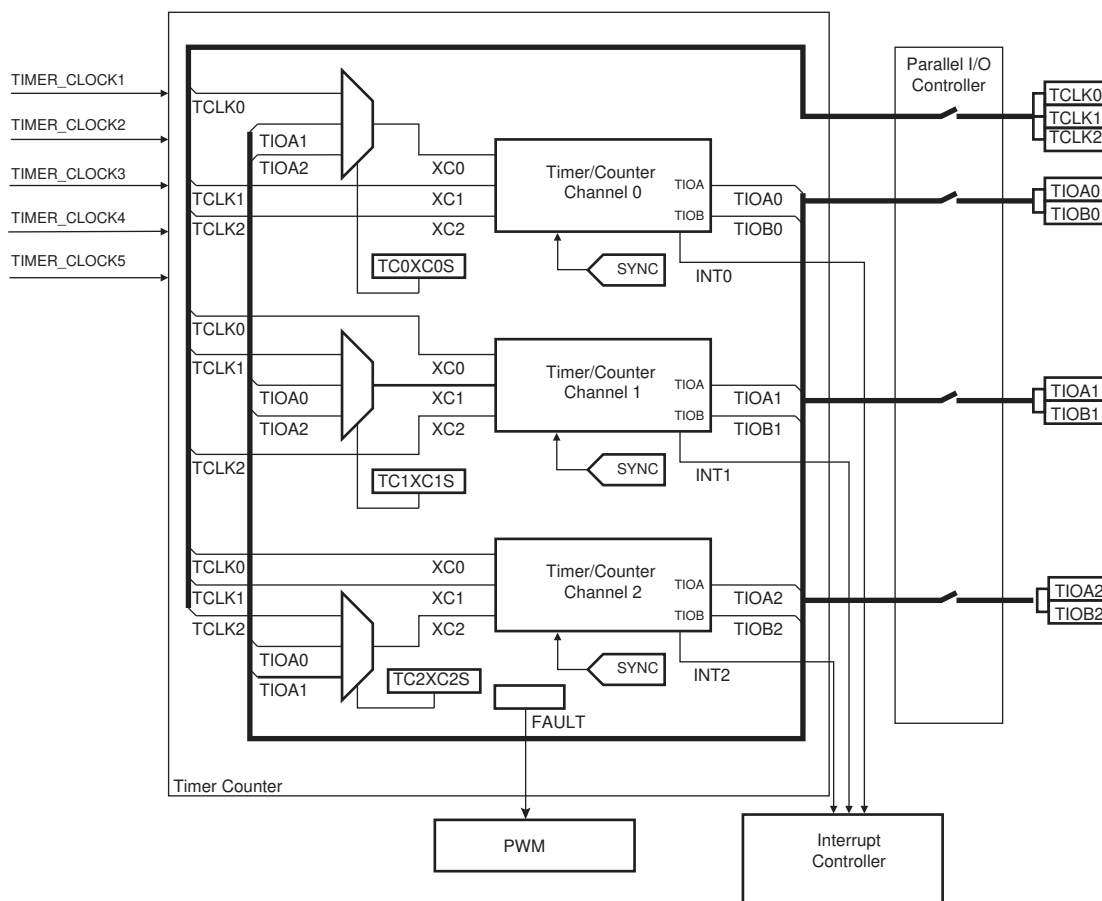 TIMER_CLOCK1
TIMER_CLOCK2
TIMER_CLOCK3
TIMER_CLOCK4
TIMER_CLOCK5
TCLK0
TIOA1
TIOA2
TCLK1
TCLK2
XC0
XC1
XC2
TC0XC0S
Timer/Counter
Channel 0
TIOA
TIOB
TIOA0
TIOB0
SYNC
INT0
TCLK0
TCLK1
TIOA0
TIOA2
TCLK2
XC0
XC1
XC2
TC1XC1S
Timer/Counter
Channel 1
TIOA
TIOB
TIOA1
TIOB1
SYNC
INT1
TCLK0
TCLK1
TCLK2
TIOA0
TIOA1
XC0
XC1
XC2
TC2XC2S
Timer/Counter
Channel 2
TIOA
TIOB
TIOA2
TIOB2
SYNC
INT2
FAULT
Timer Counter
PWM
Interrupt
Controller
Parallel I/O
Controller
TCLK0
TCLK1
TCLK2
TIOA0
TIOB0
TIOA1
TIOB1
TIOA2
TIOB2